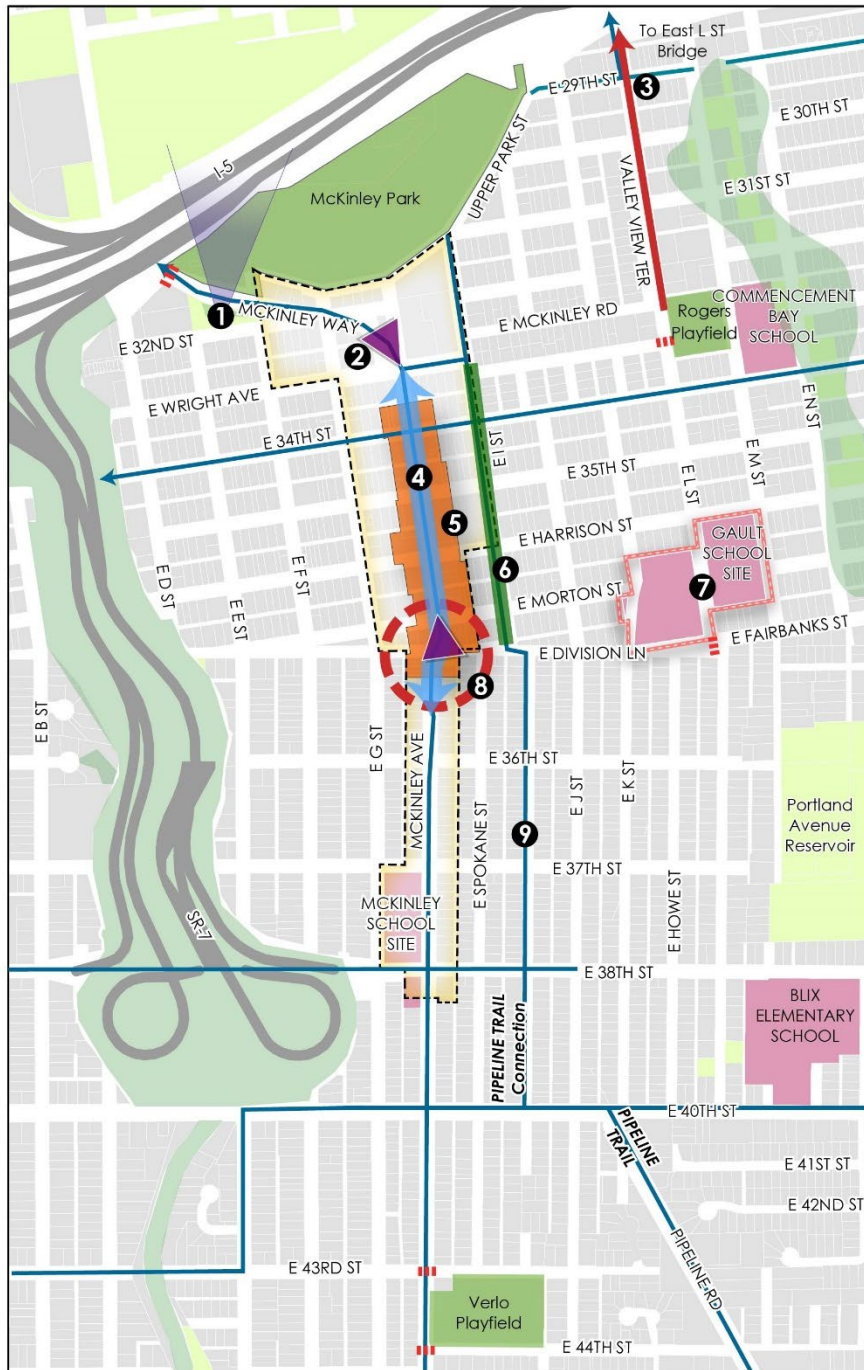 To East L ST
Bridge
E 29TH ST
3
E 30TH ST
I-5
UPPER PARK ST
McKinley Park
E 31ST ST
VALLEY VIEW TER
COMMENCEMENT
BAY
SCHOOL
Rogers
Playfield
1
MCKINLEY WAY
E MCKINLEY RD
E 32ND ST
2
E WRIGHT AVE
E N ST
E 34TH ST
E I ST
E M ST
4
E 35TH ST
E L ST
5
E HARRISON ST
GAULT
SCHOOL
SITE
7
E F ST
E D ST
6
E MORTON ST
E E ST
E FAIRBANKS ST
E DIVISION LN
8
E B ST
E G ST
MCKINLEY AVE
E 36TH ST
E J ST
E K ST
Portland
Avenue
Reservoir
9
E SPOKANE ST
E 37TH ST
MCKINLEY
SCHOOL
SITE
E HOWE ST
SR-7
E 38TH ST
BLIX
ELEMENTARY
SCHOOL
PIPELINE TRAIL
Connection
E 40TH ST
PIPELINE
TRAIL
E 41ST ST
E 42ND ST
PIPELINE RD
E 43RD ST
Verlo
Playfield
E 44TH ST